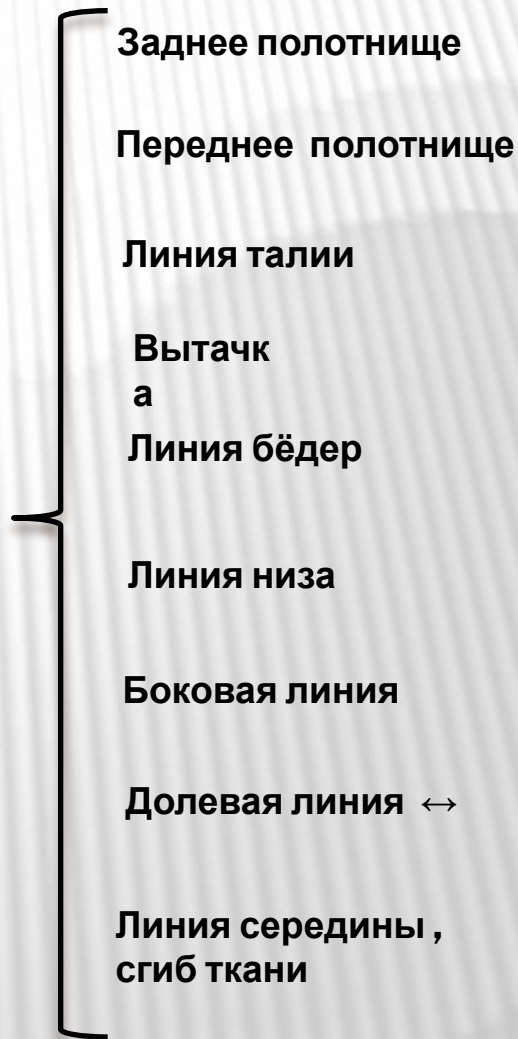 Заднее полотнище
Переднее полотнище
Линия талии
Вытачк
а
Линия бёдер
Линия низа
Боковая линия
Долевая линия ↔
Линия середины ,
сгиб ткани